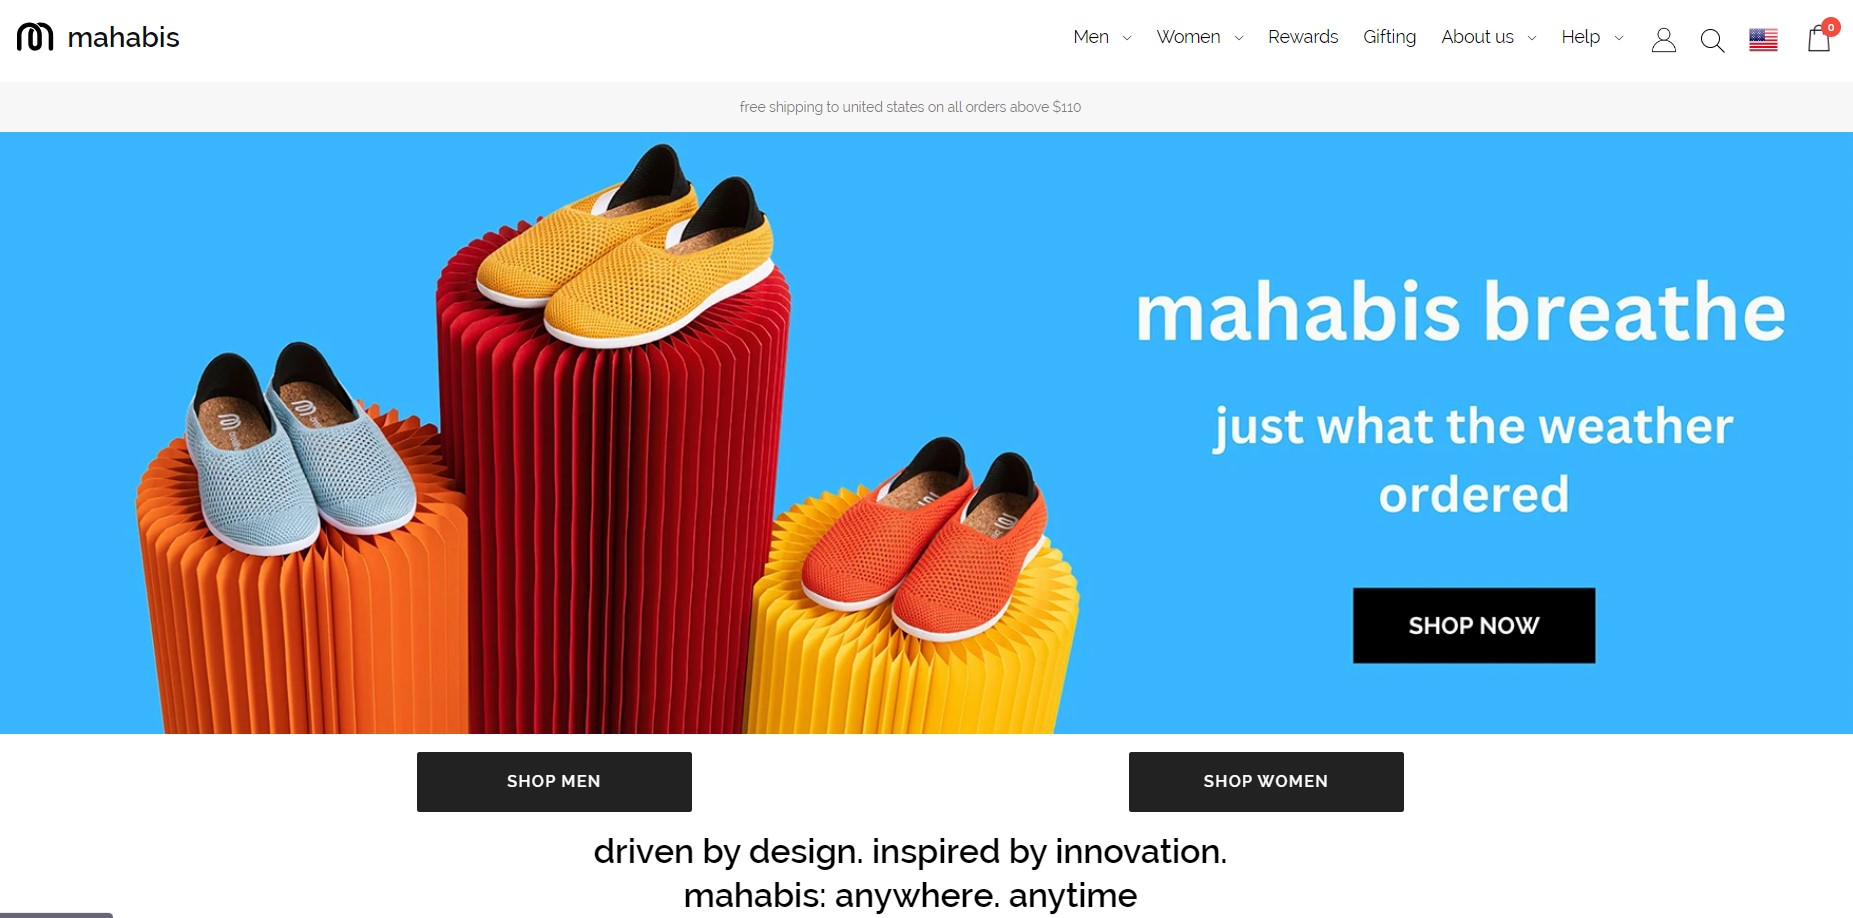 mahabis
Men
Women
Rewards
Gifting
About us
Help
0
free shipping to united states on all orders above $110
mahabis breathe
just what the weather
ordered
SHOP NOW
SHOP MEN
SHOP WOMEN
driven by design. inspired by innovation.
mahabis: anywhere. anytime